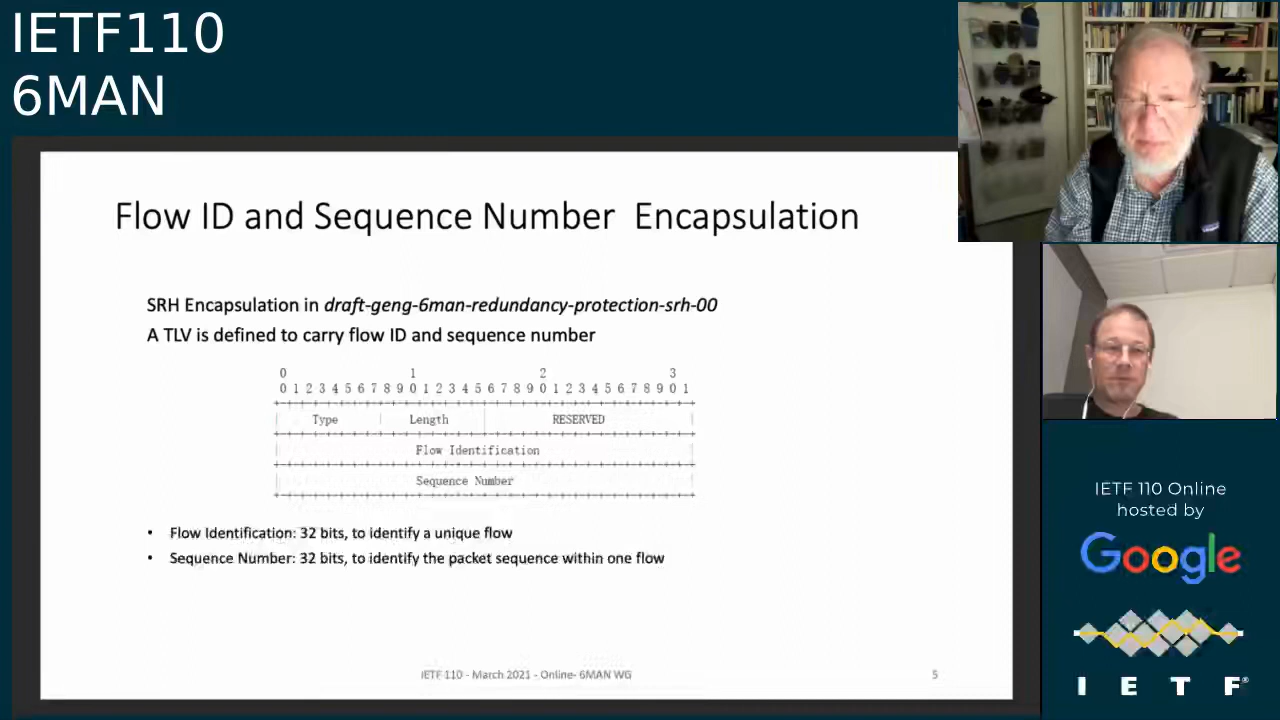 IETF110
6MAN
Flow ID and Sequence Number Encapsulation
SRH Encapsulation in draft-geng-6man-redundancy-protection-srh-00
A TLV is defined to carry flow ID and sequence number
0 1 2 3
0 1 2 3 4 5 6 7 8 9 0 1 2 3 4 5 6 7 8 9 0 1 2 3 4 5 6 7 8 9 0 1
Type Length RESERVED
Flow Identification
Sequence Number
• Flow Identification: 32 bits, to identify a unique flow
• Sequence Number: 32 bits, to identify the packet sequence within one flow
IETF 110 - March 2021 - Online- 6MAN WG 5
IETF 110 Online
hosted by
Google
I E T F®